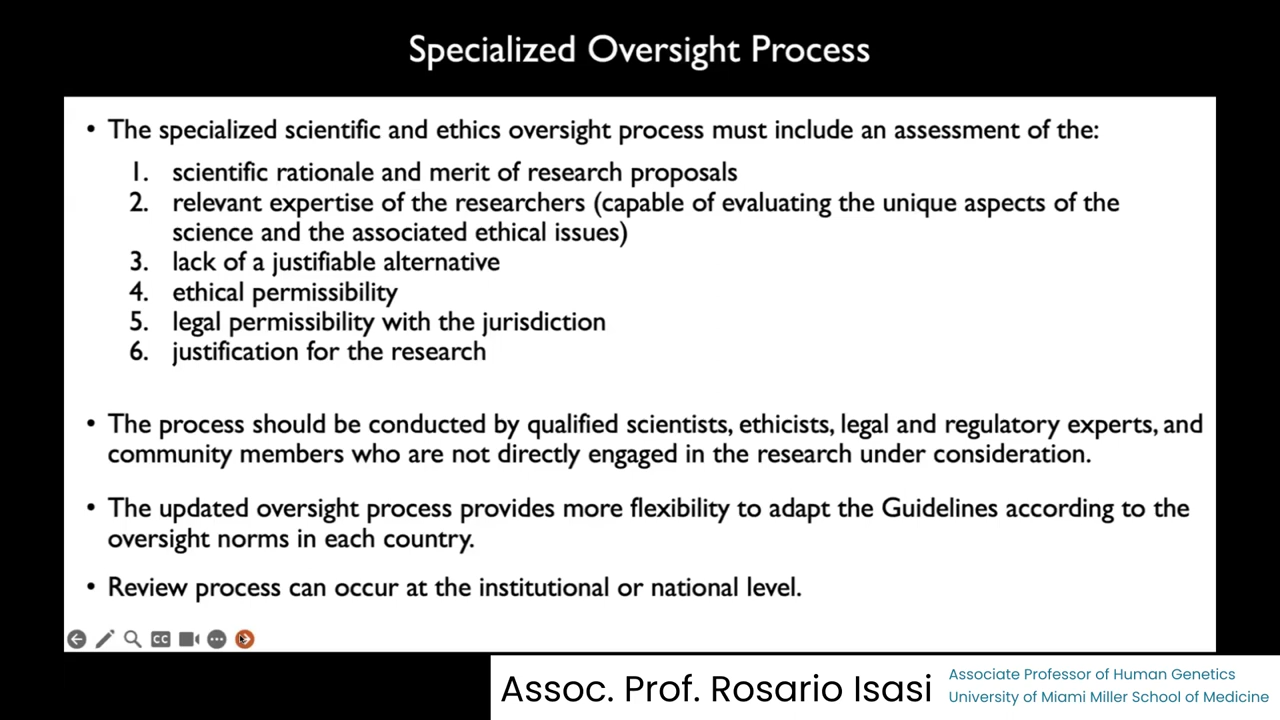 Specialized Oversight Process
• The specialized scientific and ethics oversight process must include an assessment of the:
1. scientific rationale and merit of research proposals
2. relevant expertise of the researchers (capable of evaluating the unique aspects of the
science and the associated ethical issues)
3. lack of a justifiable alternative
4. ethical permissibility
5. legal permissibility with the jurisdiction
6. justification for the research
• The process should be conducted by qualified scientists, ethicists, legal and regulatory experts, and
community members who are not directly engaged in the research under consideration.
• The updated oversight process provides more flexibility to adapt the Guidelines according to the
oversight norms in each country.
• Review process can occur at the institutional or national level.
CC
Assoc. Prof. Rosario Isasi
Associate Professor of Human Genetics
University of Miami Miller School of Medicine